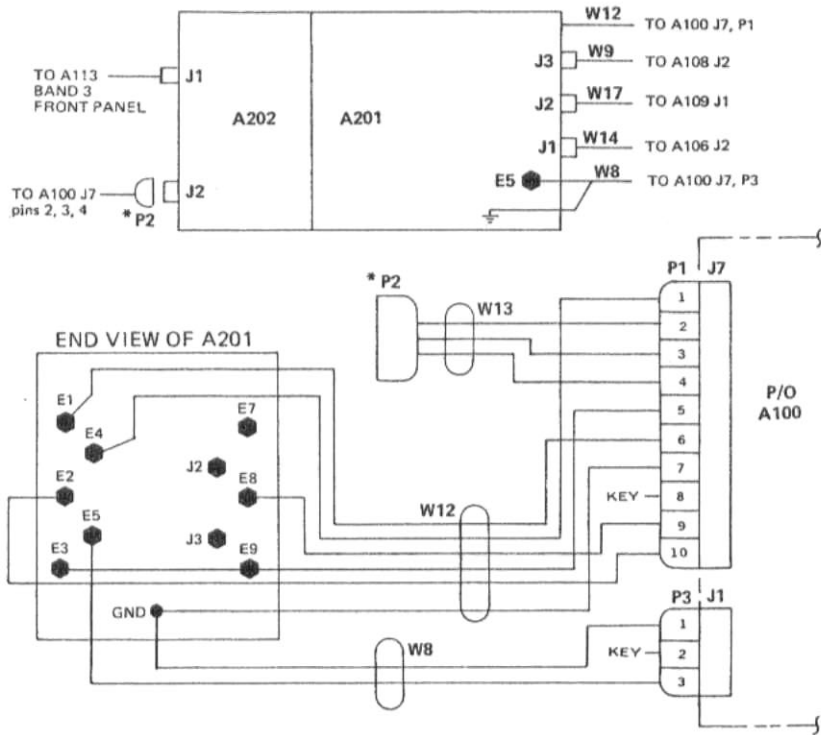 W12
TO A100 J7, P1
J3
W9
TO A108 J2
TO A113
BAND 3
FRONT PANEL
J1
A202
A201
J2
W17
TO A109 J1
J1
W14
TO A106 J2
E5
W8
TO A100 J7, P3
TO A100 J7
pins 2, 3, 4
* P2
J2
* P2
W13
P1
J7
1
2
3
4
5
6
7
KEY
8
9
10
P/O
A100
END VIEW OF A201
E1
E4
E7
J2
E2
E8
E5
J3
E3
E9
GND
W12
W8
P3
J1
1
KEY
2
3